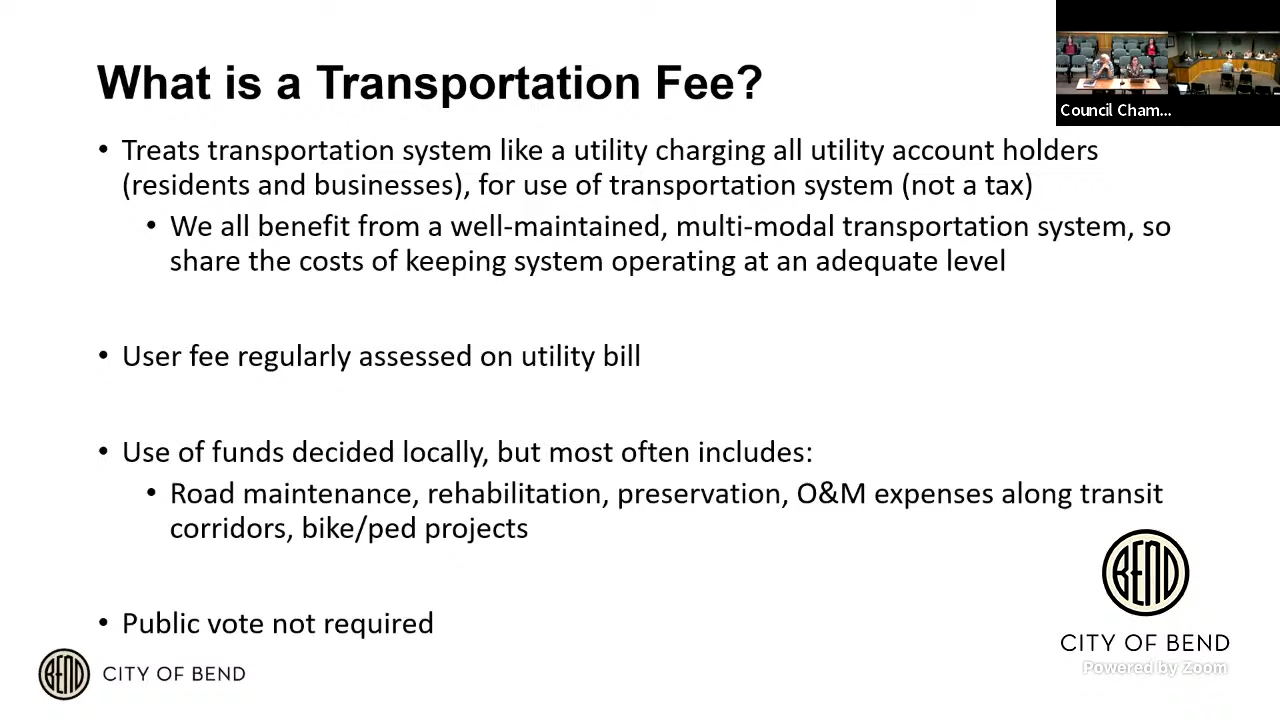 What is a Transportation Fee?
Council Cham...
• Treats transportation system like a utility charging all utility account holders
(residents and businesses), for use of transportation system (not a tax)
• We all benefit from a well-maintained, multi-modal transportation system, so
share the costs of keeping system operating at an adequate level
• User fee regularly assessed on utility bill
• Use of funds decided locally, but most often includes:
• Road maintenance, rehabilitation, preservation, O&M expenses along transit
corridors, bike/ped projects
• Public vote not required
BEND
CITY OF BEND
BEND
CITY OF BEND
Powered by Zoom